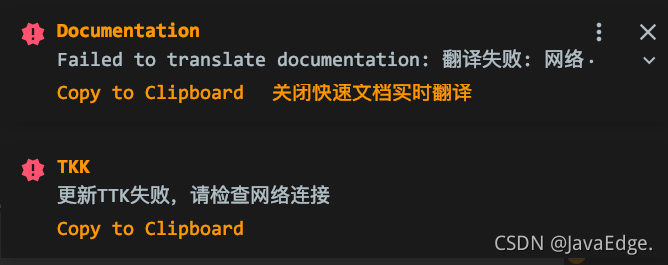 Documentation
Failed to translate documentation: 翻译失败: 网络.
Copy to Clipboard 关闭快速文档实时翻译
TKK
更新TTK失败，请检查网络连接
Copy to Clipboard
CSDN @JavaEdge.